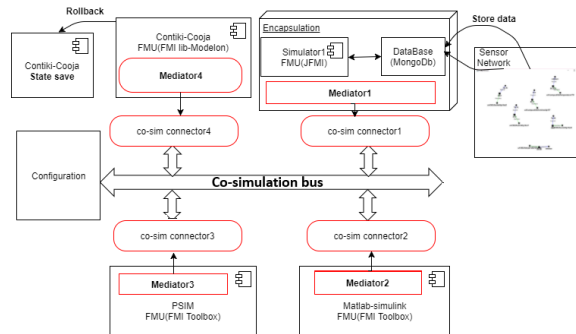 Rollback
Contiki-Cooja
State save
Contiki-Cooja
FMU(FMI lib-Modelon)
Mediator4
Encapsulation
Simulator1
FMU(JFMI)
DataBase
(MongoDb)
Mediator1
Store data
Sensor
Network
co-sim connector4
co-sim connector1
Configuration
Co-simulation bus
co-sim connector3
co-sim connector2
Mediator3
PSIM
FMU(FMI Toolbox)
Mediator2
Matlab-simulink
FMU(FMI Toolbox)